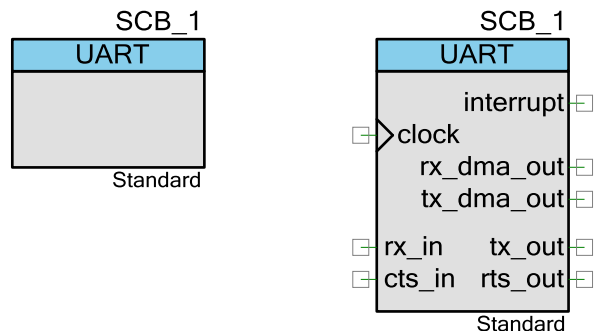 SCB_1
UART
Standard
SCB_1
UART
interrupt
clock
rx_dma_out
tx_dma_out
rx_in tx_out
cts_in rts_out
Standard